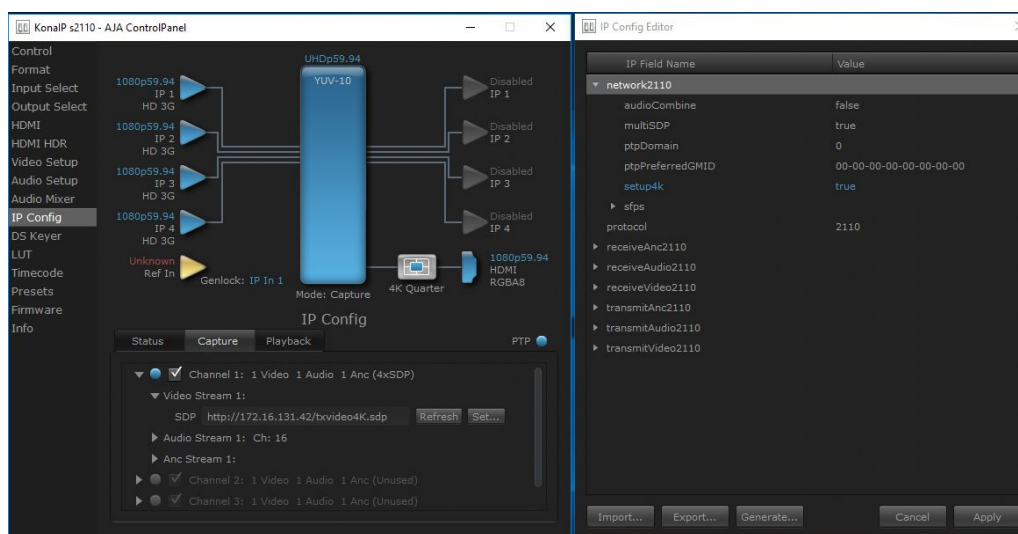 KonaIP s2110 - AJA ControlPanel
Control
Format
Input Select
Output Select
HDMI
HDMI HDR
Video Setup
Audio Setup
Audio Mixer
IP Config
DS Keyer
LUT
Timecode
Presets
Firmware
Info
UHDp59.94
YUV-10
1080p59.94
IP 1
HD 3G
1080p59.94
IP 2
HD 3G
1080p59.94
IP 3
HD 3G
1080p59.94
IP 4
HD 3G
Unknown
Ref In
Genlock: IP In 1
Mode: Capture
Disabled
IP 1
Disabled
IP 2
Disabled
IP 3
Disabled
IP 4
4K Quarter
1080p59.94
HDMI
RGBA8
IP Config
Status Capture Playback PTP
Channel 1: 1 Video 1 Audio 1 Anc (4xSDP)
Video Stream 1:
SDP http://172.16.131.42/txvideo4K.sdp Refresh Set...
Audio Stream 1: Ch: 16
Anc Stream 1:
Channel 2: 1 Video 1 Audio 1 Anc (Unused)
Channel 3: 1 Video 1 Audio 1 Anc (Unused)
IP Config Editor
IP Field Name Value
network2110
audioCombine false
multiSDP true
ptpDomain 0
ptpPreferredGMID 00-00-00-00-00-00-00-00
setup4k true
sfps
protocol 2110
receiveAnc2110
receiveAudio2110
receiveVideo2110
transmitAnc2110
transmitAudio2110
transmitVideo2110
Import... Export... Generate... Cancel Apply